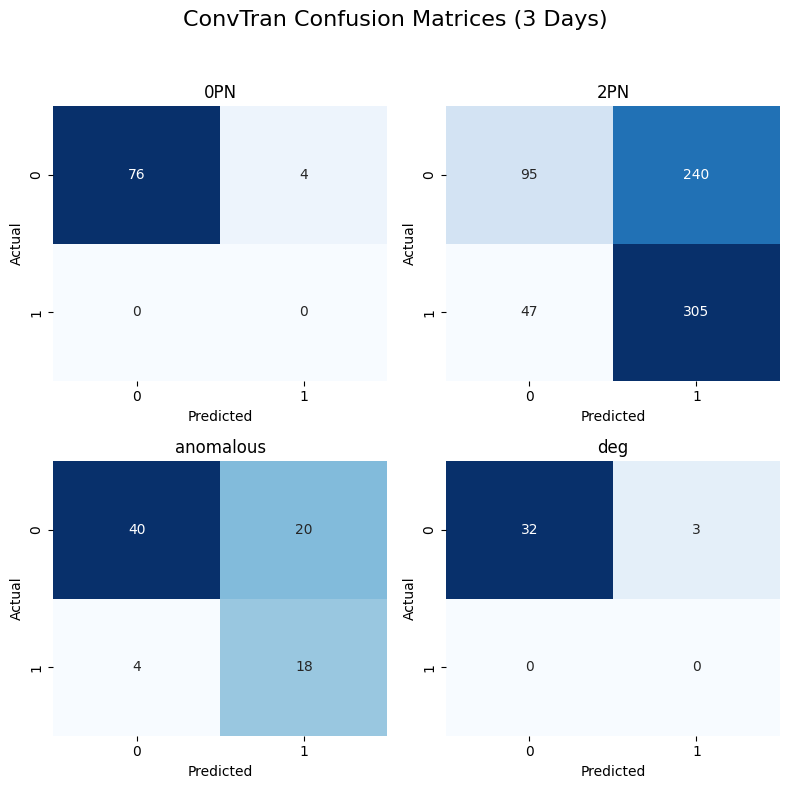 ConvTran Confusion Matrices (3 Days)
0PN
2PN
0
76
4
0
95
240
Actual
Actual
1
0
0
1
47
305
0
1
0
1
Predicted
Predicted
anomalous
deg
0
40
20
0
32
3
Actual
Actual
1
4
18
1
0
0
0
1
0
1
Predicted
Predicted